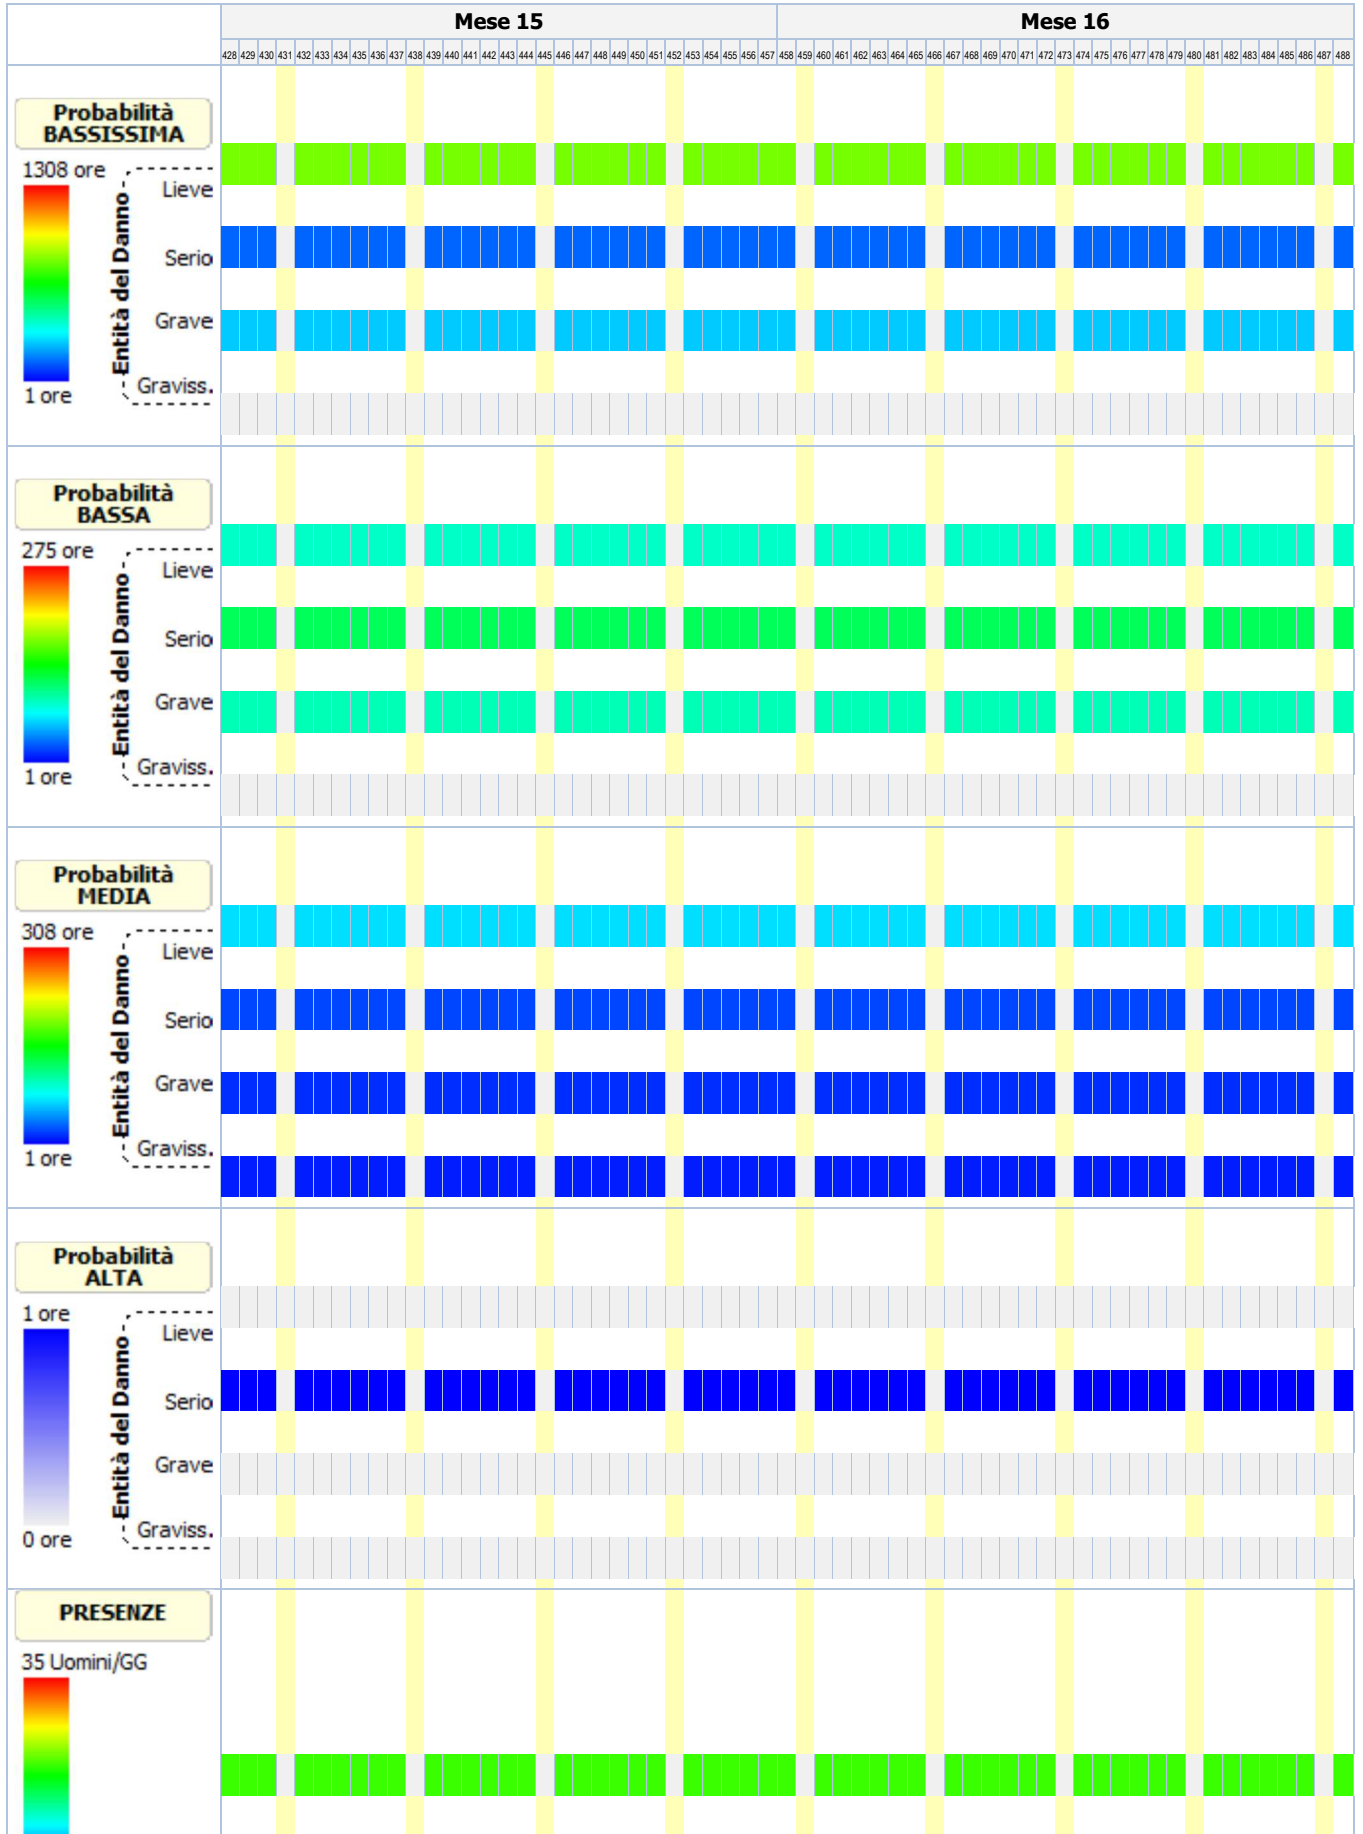 Mese 15 Mese 16
428 429 430 431 432 433 434 435 436 437 438 439 440 441 442 443 444 445 446 447 448 449 450 451 452 453 454 455 456 457 458 459 460 461 462 463 464 465 466 467 468 469 470 471 472 473 474 475 476 477 478 479 480 481 482 483 484 485 486 487 488
Probabilità
BASSISSIMA
1308 ore
Entità del Danno
Lieve
Serio
Grave
Graviss.
1 ore
Probabilità
BASSA
275 ore
Entità del Danno
Lieve
Serio
Grave
Graviss.
1 ore
Probabilità
MEDIA
308 ore
Entità del Danno
Lieve
Serio
Grave
Graviss.
1 ore
Probabilità
ALTA
1 ore
Entità del Danno
Lieve
Serio
Grave
Graviss.
0 ore
PRESENZE
35 Uomini/GG